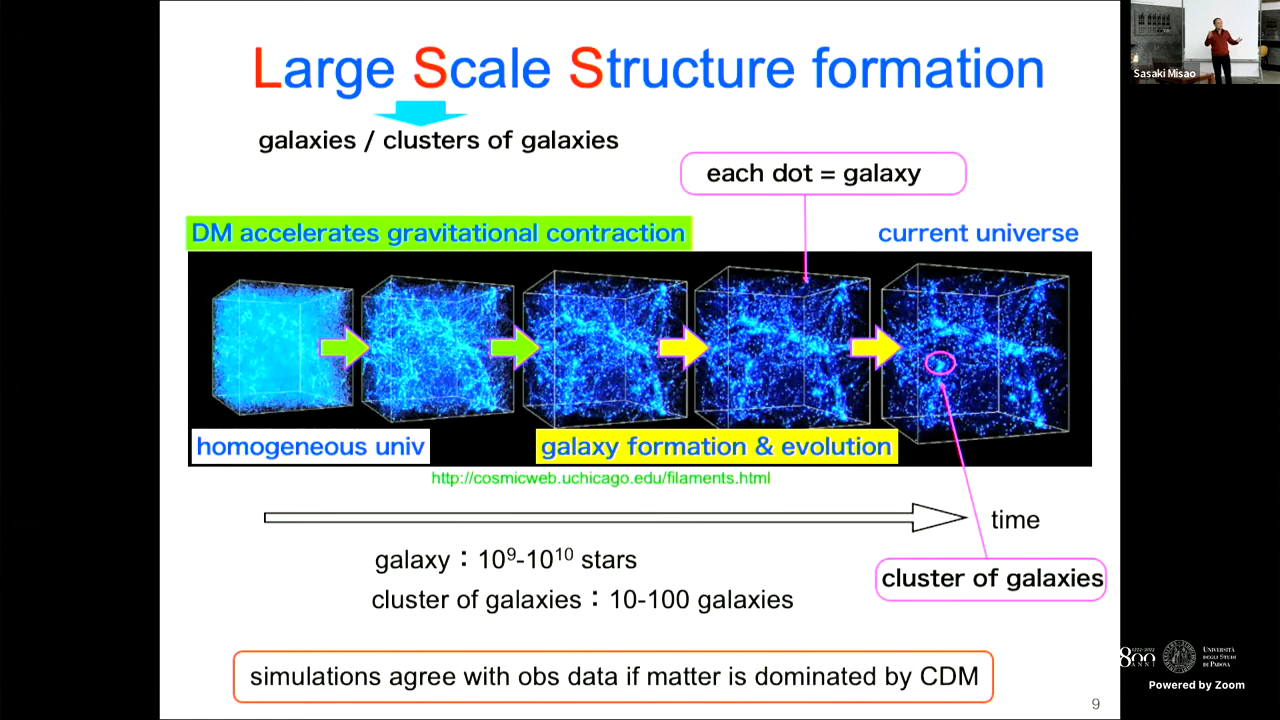 Large Scale Structure formation
galaxies / clusters of galaxies
each dot = galaxy
DM accelerates gravitational contraction
current universe
homogeneous univ
galaxy formation & evolution
http://cosmicweb.uchicago.edu/filaments.html
time
galaxy：10⁹-10¹⁰ stars
cluster of galaxies：10-100 galaxies
cluster of galaxies
simulations agree with obs data if matter is dominated by CDM
9
Sasaki Misao
800
ANNI
UNIVERSITÀ
DEGLI STUDI
DI PADOVA
Powered by Zoom